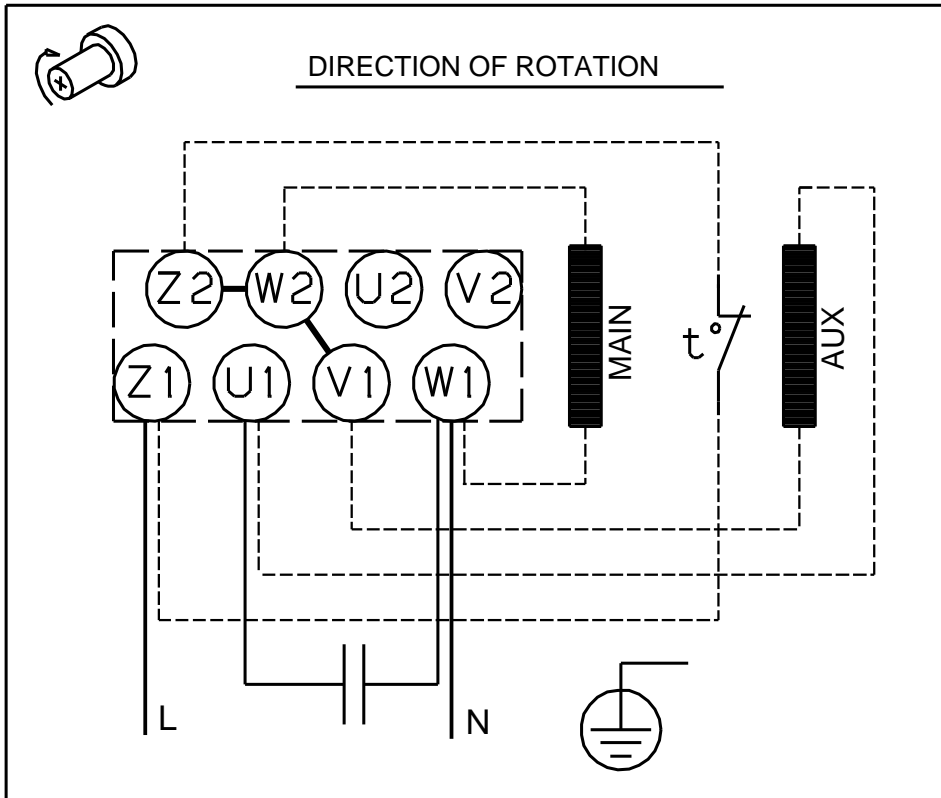 DIRECTION OF ROTATION
Z2 W2 U2 V2
Z1 U1 V1 W1
MAIN
t°
AUX
L
N